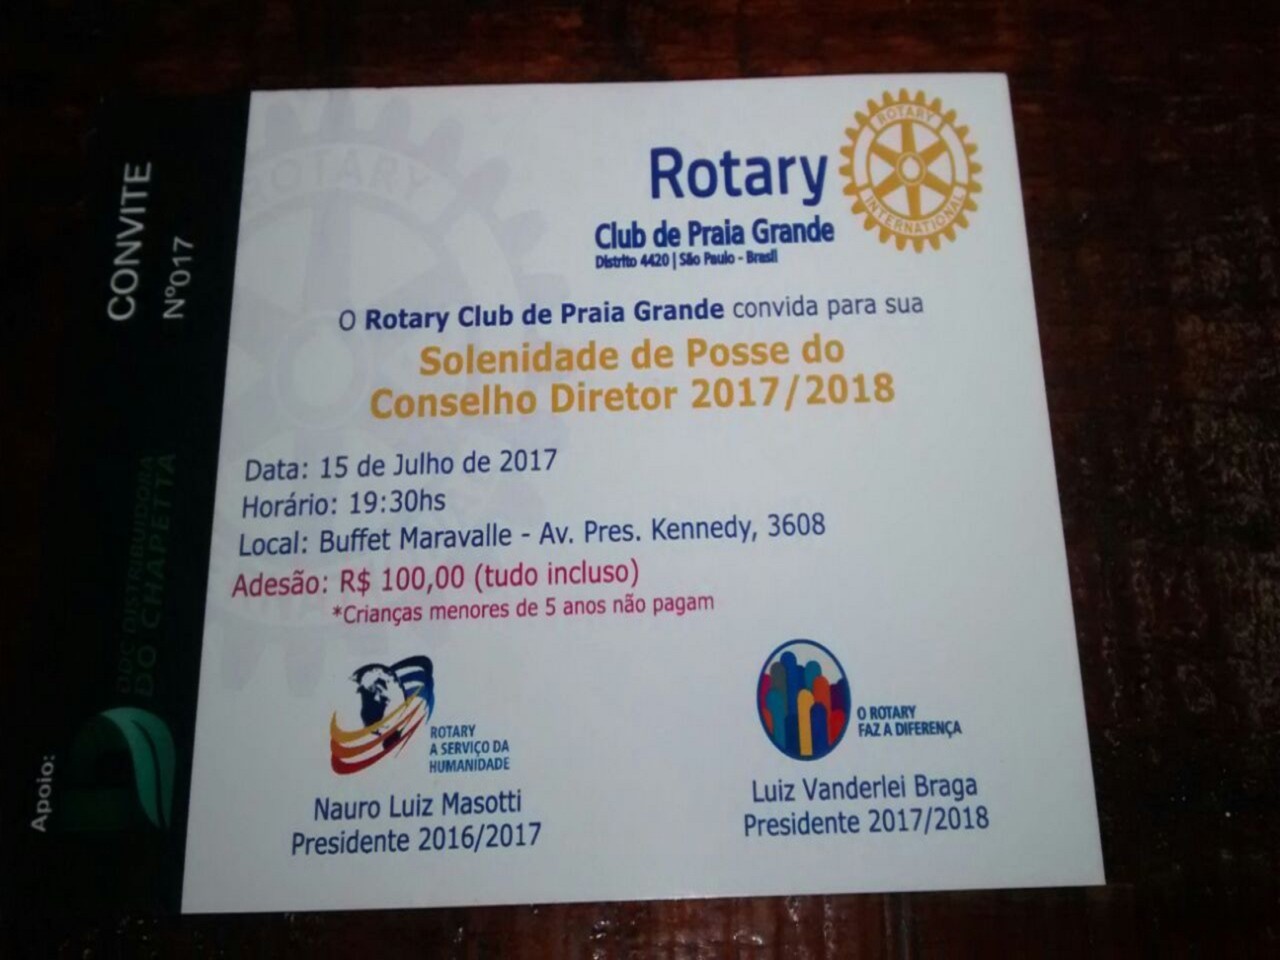 CONVITE
Nº017
Apoio:
DDC DISTRIBUIDORA
DO CHAPETTA
ROTARY
ROTARY
INTERNATIONAL
Rotary
Club de Praia Grande
Distrito 4420 | São Paulo - Brasil
O Rotary Club de Praia Grande convida para sua
Solenidade de Posse do
Conselho Diretor 2017/2018
Data: 15 de Julho de 2017
Horário: 19:30hs
Local: Buffet Maravalle - Av. Pres. Kennedy, 3608
Adesão: R$ 100,00 (tudo incluso)
*Crianças menores de 5 anos não pagam
ROTARY
A SERVIÇO DA
HUMANIDADE
Nauro Luiz Masotti
Presidente 2016/2017
O ROTARY
FAZ A DIFERENÇA
Luiz Vanderlei Braga
Presidente 2017/2018